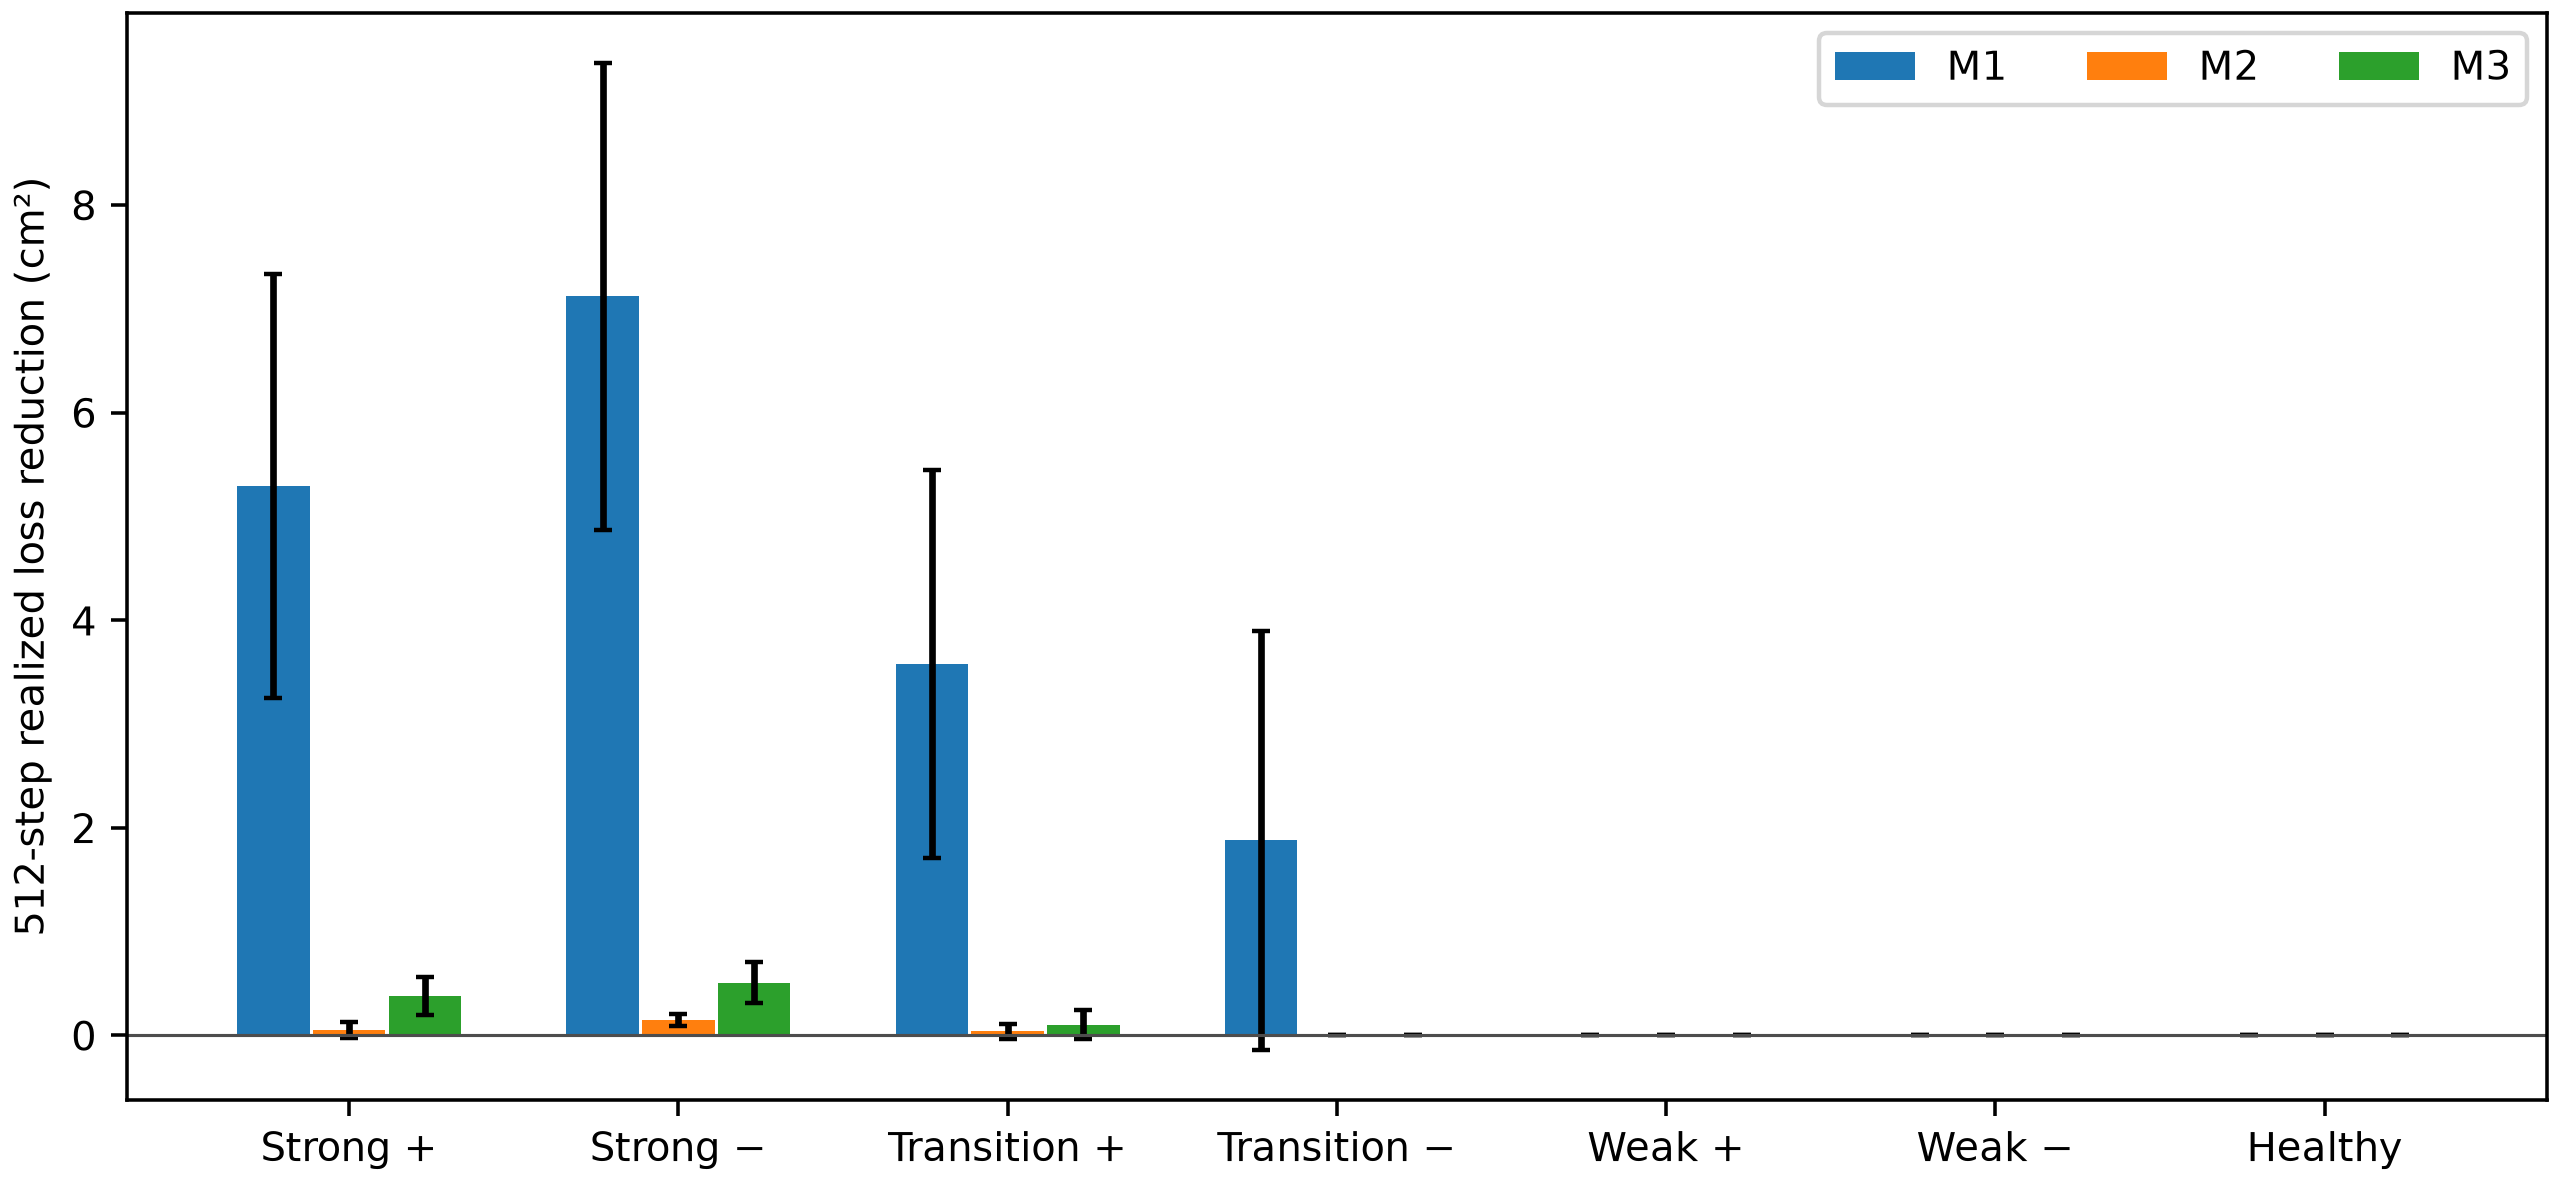 512-step realized loss reduction (cm²)
8
6
4
2
0
M1 M2 M3
Strong + Strong − Transition + Transition − Weak + Weak − Healthy